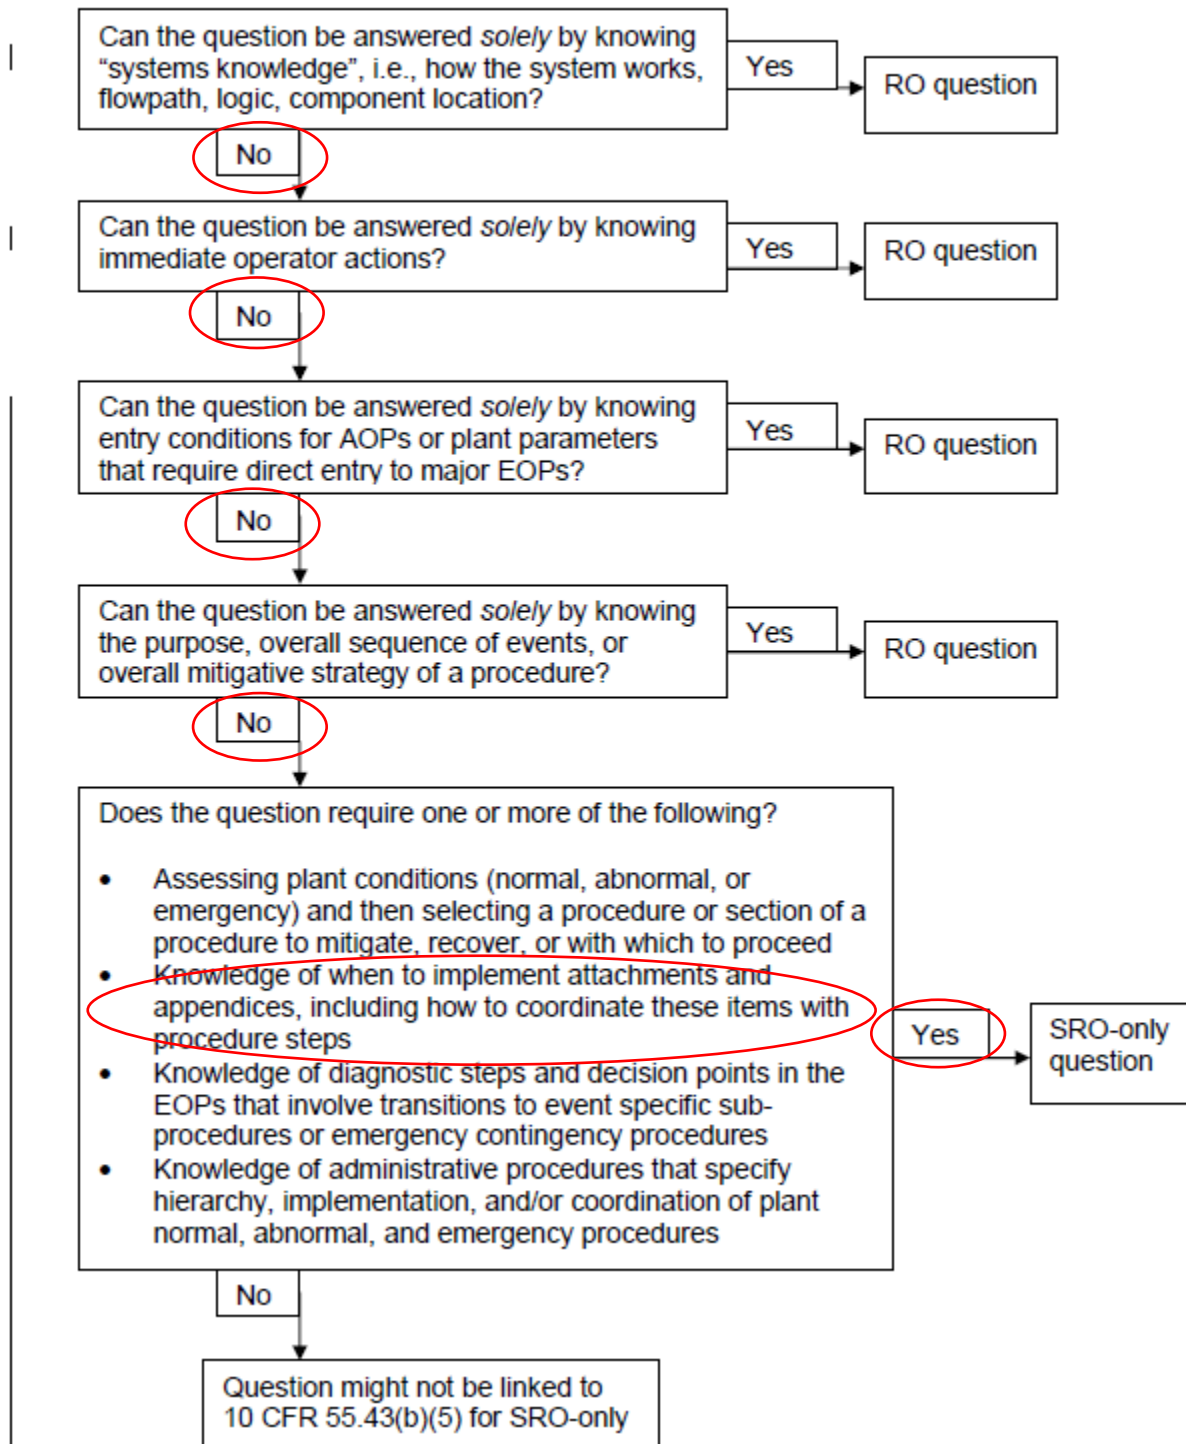 Can the question be answered solely by knowing
“systems knowledge”, i.e., how the system works,
flowpath, logic, component location?
Yes
RO question
No
Can the question be answered solely by knowing
immediate operator actions?
Yes
RO question
No
Can the question be answered solely by knowing
entry conditions for AOPs or plant parameters
that require direct entry to major EOPs?
Yes
RO question
No
Can the question be answered solely by knowing
the purpose, overall sequence of events, or
overall mitigative strategy of a procedure?
Yes
RO question
No
Does the question require one or more of the following?
• Assessing plant conditions (normal, abnormal, or
emergency) and then selecting a procedure or section of a
procedure to mitigate, recover, or with which to proceed
• Knowledge of when to implement attachments and
appendices, including how to coordinate these items with
procedure steps
• Knowledge of diagnostic steps and decision points in the
EOPs that involve transitions to event specific sub-
procedures or emergency contingency procedures
• Knowledge of administrative procedures that specify
hierarchy, implementation, and/or coordination of plant
normal, abnormal, and emergency procedures
Yes
SRO-only
question
No
Question might not be linked to
10 CFR 55.43(b)(5) for SRO-only